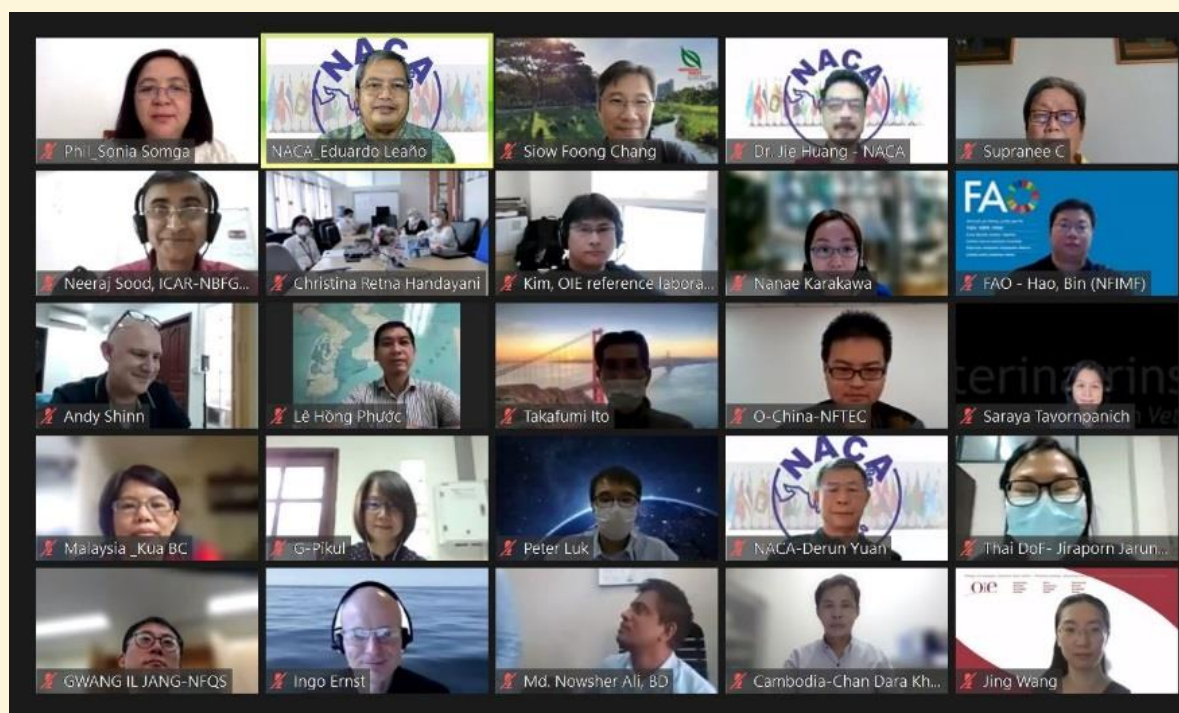 NACA
NACA
Phil_Sonia Somga
NACA_Eduardo Leaño
Siow Foong Chang
Dr. Jie Huang - NACA
Supranee C
FAO
Neeraj Sood, ICAR-NBFG...
Christina Retna Handayani
Kim, OIE reference labora...
Nanae Karakawa
FAO - Hao, Bin (NFIMF)
Andy Shinn
Lê Hồng Phước
Takafumi Ito
O-China-NFTEC
Saraya Tavornpanich
NACA
Malaysia _Kua BC
G-Pikul
Peter Luk
NACA-Derun Yuan
Thai DoF- Jiraporn Jarun...
oie
GWANG IL JANG-NFQS
Ingo Ernst
Md. Nowsher Ali, BD
Cambodia-Chan Dara Kh...
Jing Wang